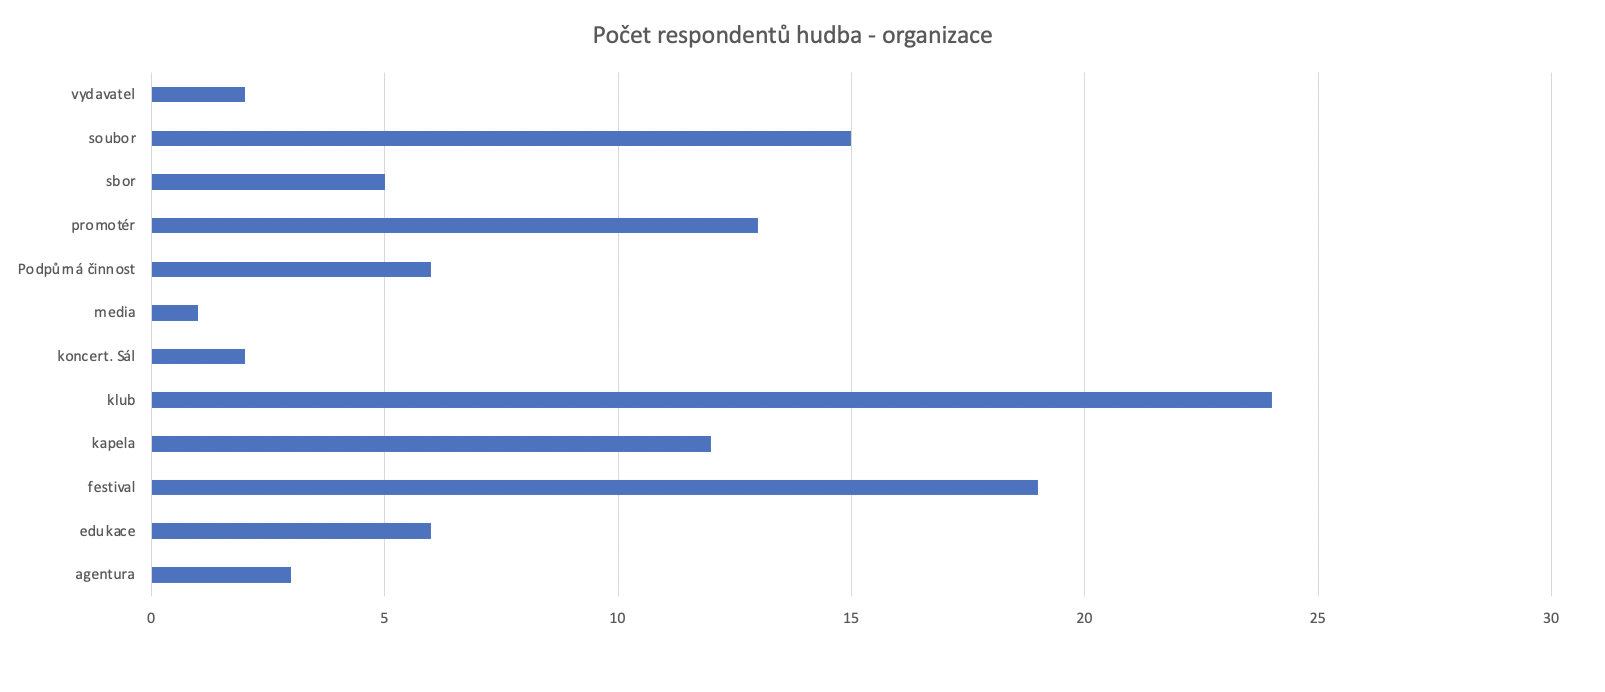 Počet respondentů hudba - organizace
vydavatel
soubor
sbor
promotér
Podpůrná činnost
media
koncert. Sál
klub
kapela
festival
edukace
agentura
0 5 10 15 20 25 30